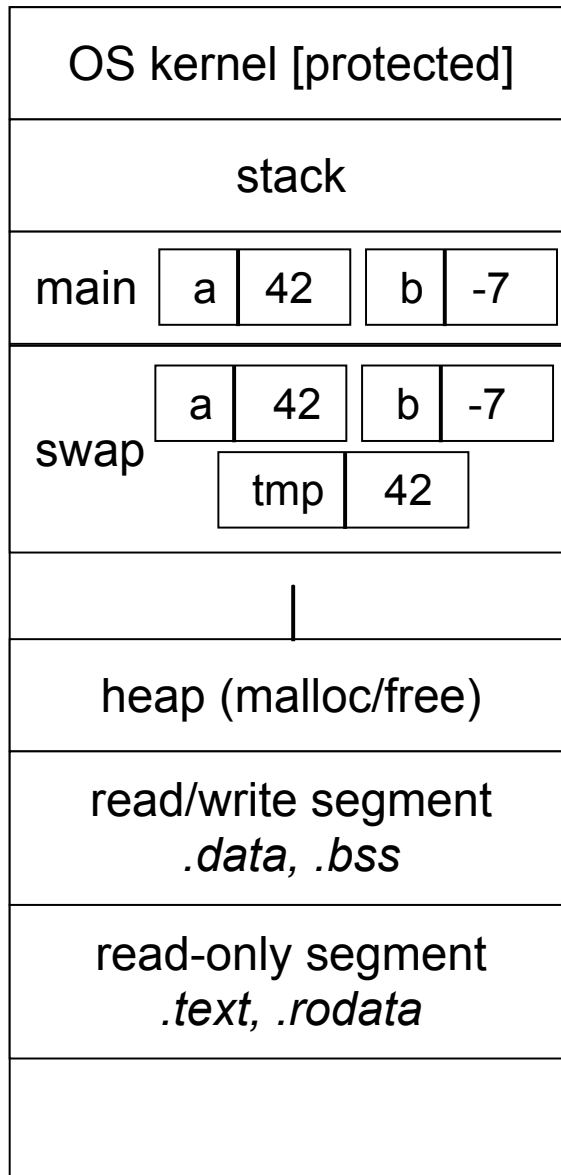 OS kernel [protected]
stack
main a 42 b -7
a 42 b -7
swap
tmp 42
heap (malloc/free)
read/write segment
.data, .bss
read-only segment
.text, .rodata